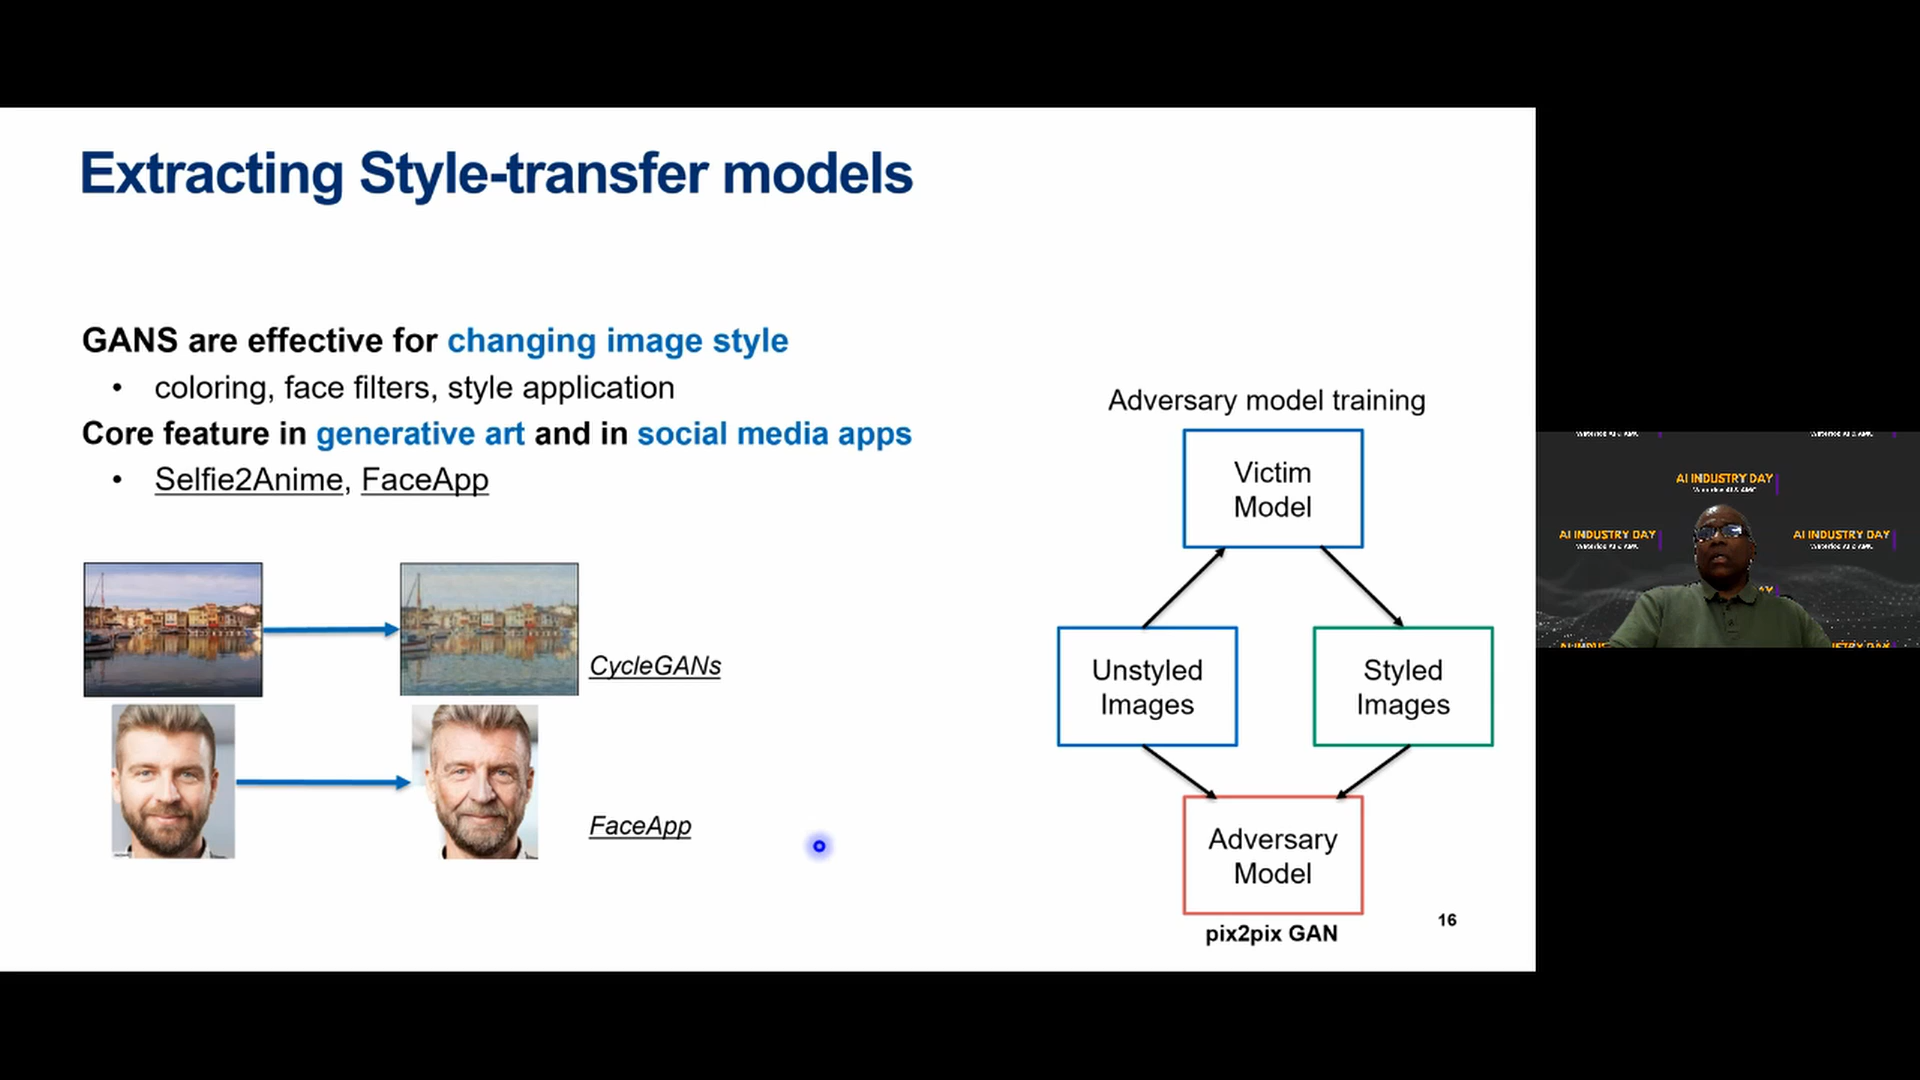 Extracting Style-transfer models
GANS are effective for changing image style
• coloring, face filters, style application
Core feature in generative art and in social media apps
• Selfie2Anime, FaceApp
CycleGANs
FaceApp
Adversary model training
Victim
Model
Unstyled
Images
Styled
Images
Adversary
Model
pix2pix GAN
16
AI INDUSTRY DAY
AI INDUSTRY DAY
AI INDUSTRY DAY